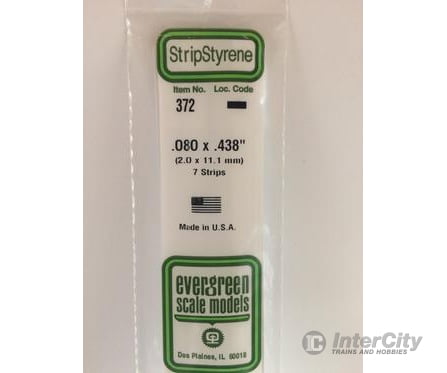 StripStyrene
Item No. Loc. Code
372
.080 x .438"
(2.0 x 11.1 mm)
7 Strips
Made in U.S.A.
evergreen
scale models
Des Plaines, IL 60018
InterCity
TRAINS AND HOBBIES